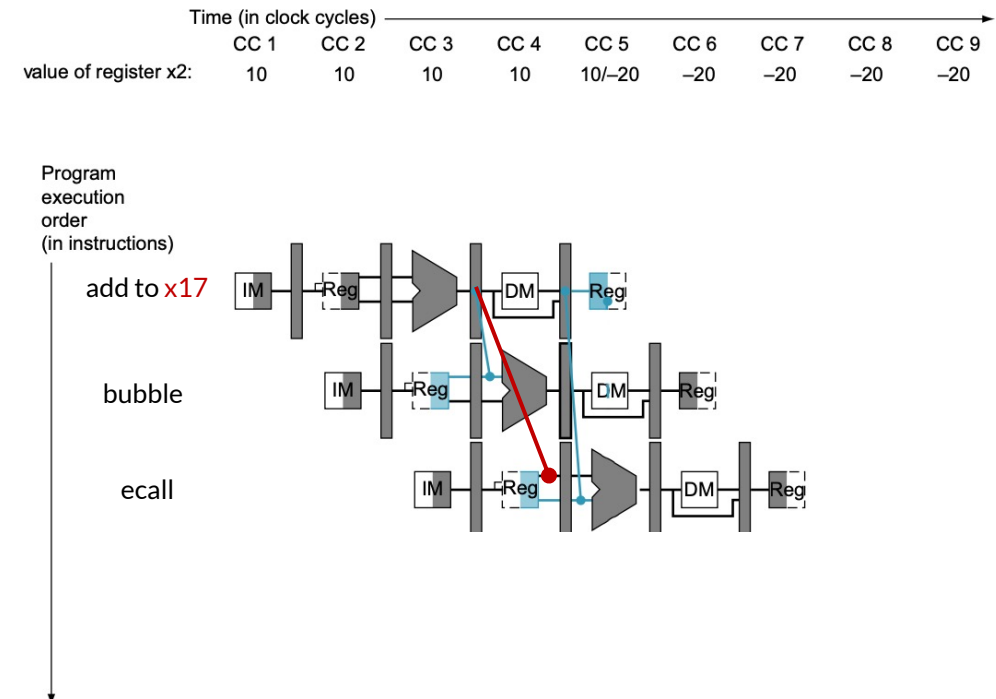 Time (in clock cycles)
CC 1 CC 2 CC 3 CC 4 CC 5 CC 6 CC 7 CC 8 CC 9
value of register x2: 10 10 10 10 10/–20 –20 –20 –20 –20
Program
execution
order
(in instructions)
add to x17 IM Reg DM Reg
bubble IM Reg DM Reg
ecall IM Reg DM Reg